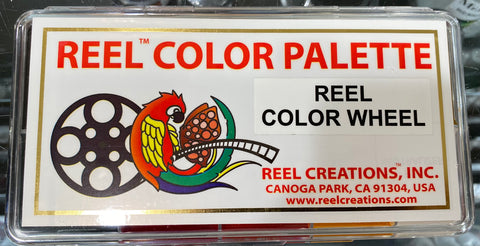 REEL™ COLOR PALETTE
REEL
COLOR WHEEL
REEL CREATIONS, INC.™
CANOGA PARK, CA 91304, USA
www.reelcreations.com